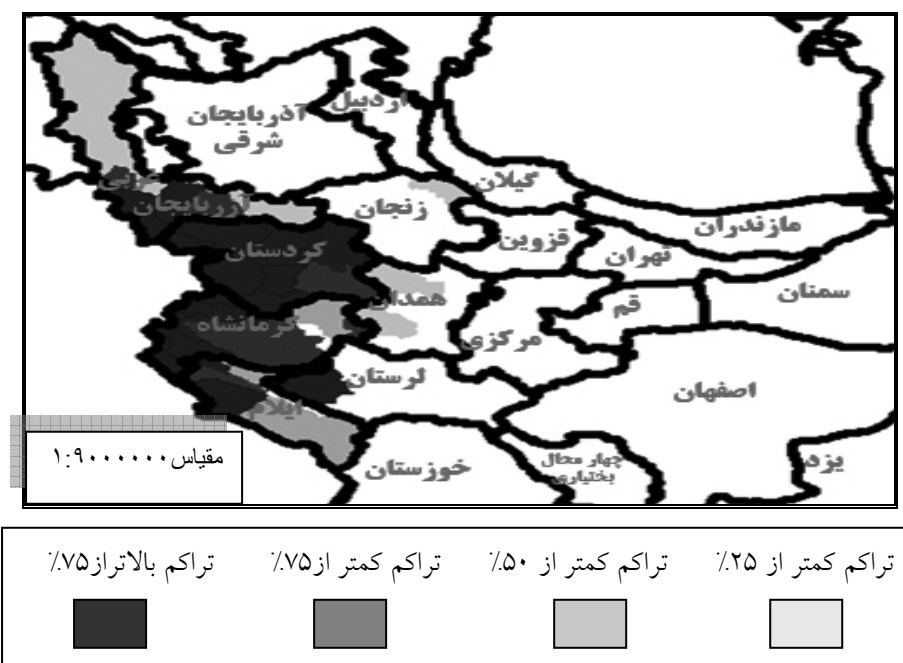 اردبیل
آذربایجان
شرقی
گیلان
غربی
آزربایجان
زنجان
مازندران
قزوین
تهران
کردستان
سمنان
همدان
قم
کرمانشاه
مرکزی
لرستان
اصفهان
ایلام
چهار محال
بختیاری
یزد
خوزستان
مقیاس ۱:۹۰۰۰۰۰۰
تراکم کمتر از ۲۵٪ تراکم کمتر از ۵۰٪ تراکم کمتر از۷۵٪ تراکم بالاتراز۷۵٪